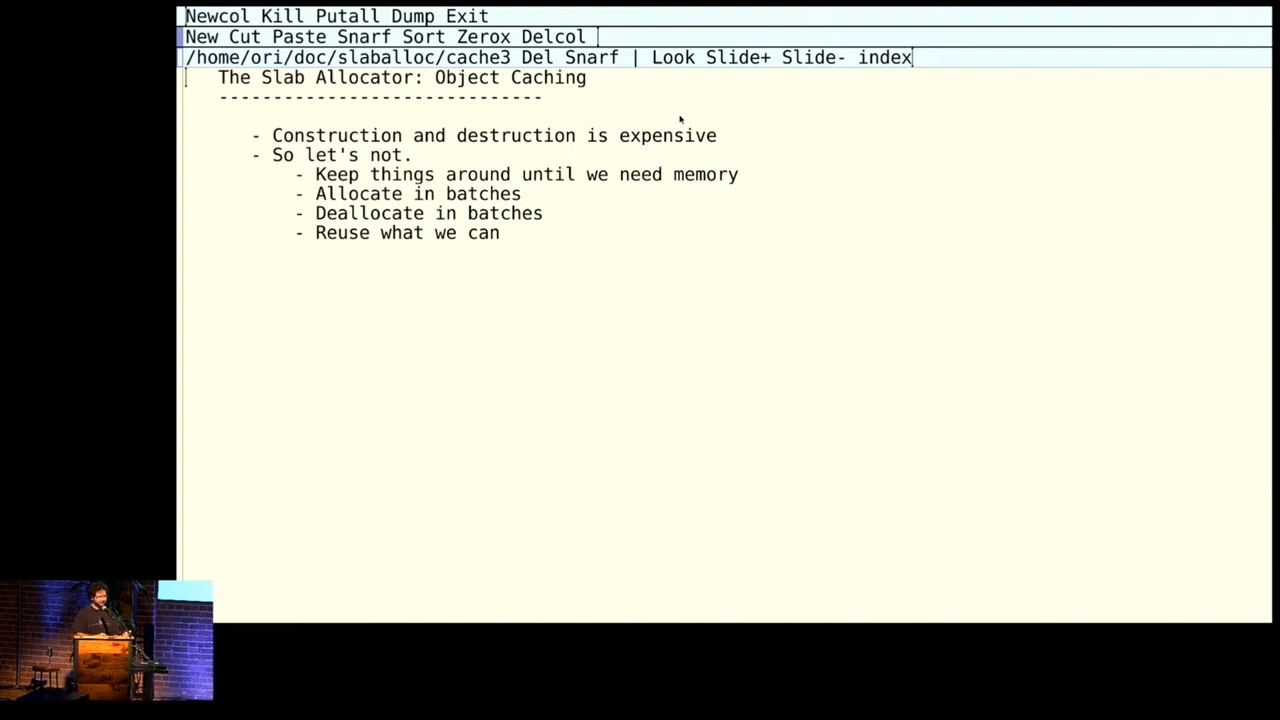 Newcol Kill Putall Dump Exit
New Cut Paste Snarf Sort Zerox Delcol
/home/ori/doc/slaballoc/cache3 Del Snarf | Look Slide+ Slide- index
The Slab Allocator: Object Caching
------------------------------
- Construction and destruction is expensive
- So let's not.
- Keep things around until we need memory
- Allocate in batches
- Deallocate in batches
- Reuse what we can